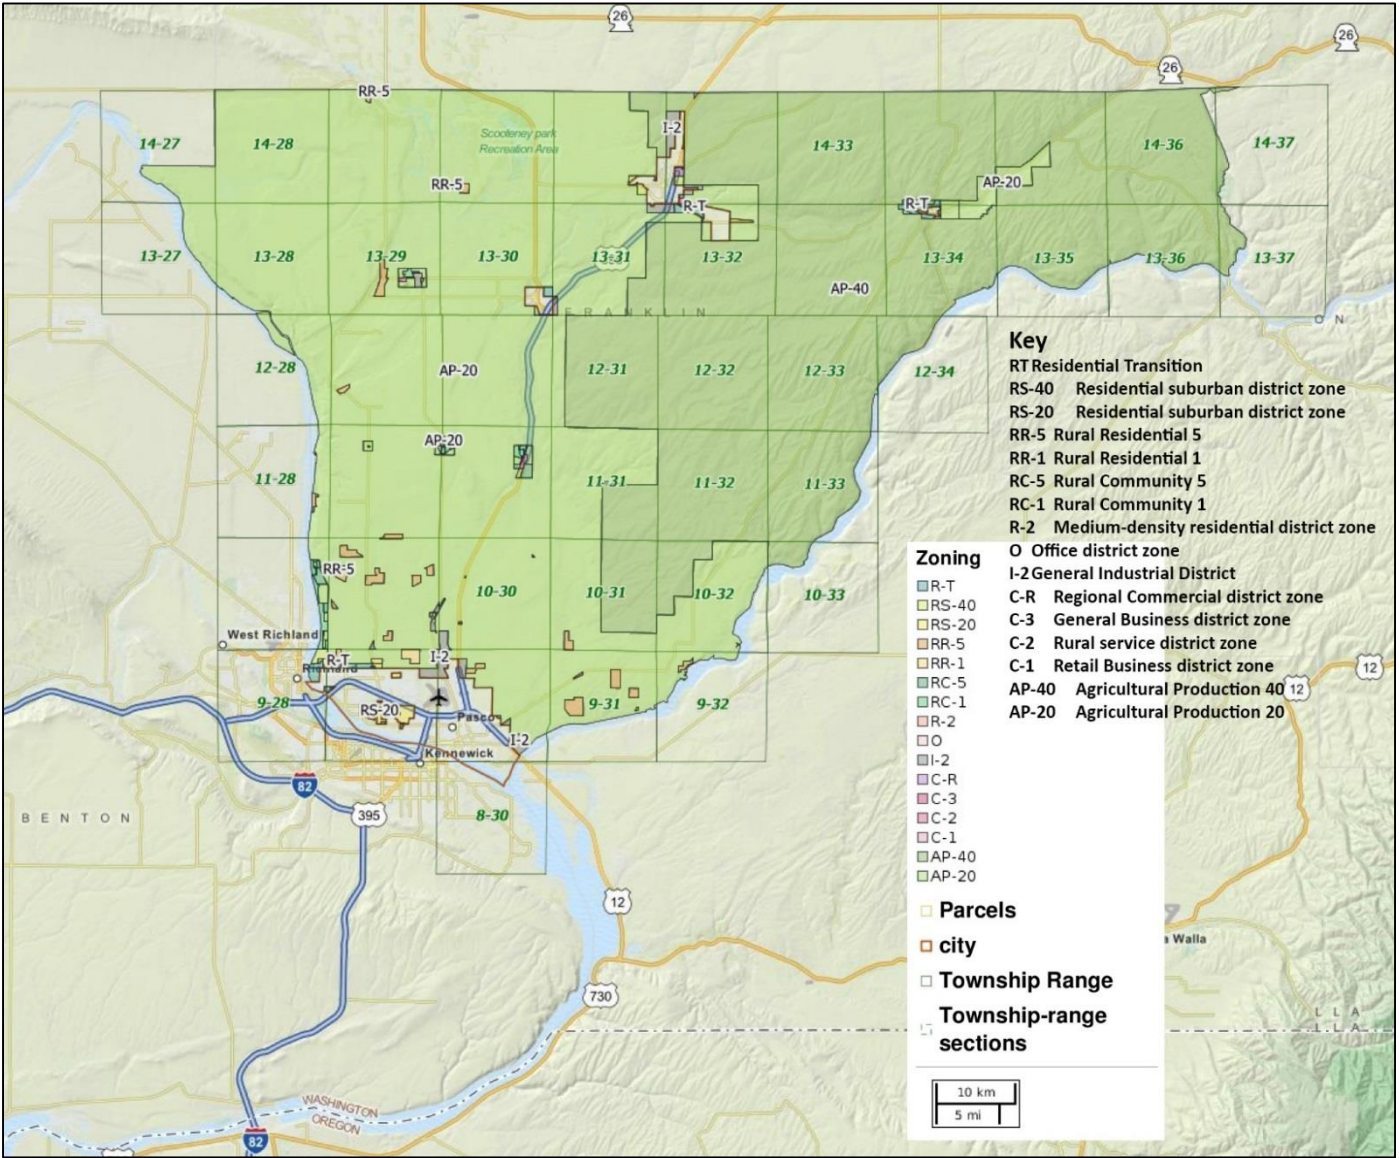 26
26
26
RR-5
I-2
Scooteney park
Recreation Area
14-27
14-28
14-33
14-36
14-37
RR-5
AP-20
R-T
R-T
13-27
13-28
13-29
13-30
13-31
13-32
13-34
13-35
13-36
13-37
AP-40
FRANKLIN
O N
12-28
AP-20
12-31
12-32
12-33
12-34
AP-20
11-28
11-31
11-32
11-33
RR-5
10-30
10-31
10-32
10-33
West Richland
R-T
I-2
Richland
9-28
RS-20
Pasco
9-31
9-32
I-2
Kennewick
82
395
8-30
BENTON
12
12
12
730
a Walla
L L A
L L A
WASHINGTON
OREGON
82
Key
RT Residential Transition
RS-40 Residential suburban district zone
RS-20 Residential suburban district zone
RR-5 Rural Residential 5
RR-1 Rural Residential 1
RC-5 Rural Community 5
RC-1 Rural Community 1
R-2 Medium-density residential district zone
O Office district zone
I-2 General Industrial District
C-R Regional Commercial district zone
C-3 General Business district zone
C-2 Rural service district zone
C-1 Retail Business district zone
AP-40 Agricultural Production 40
AP-20 Agricultural Production 20
Zoning
R-T
RS-40
RS-20
RR-5
RR-1
RC-5
RC-1
R-2
O
I-2
C-R
C-3
C-2
C-1
AP-40
AP-20
Parcels
city
Township Range
Township-range
sections
10 km
5 mi